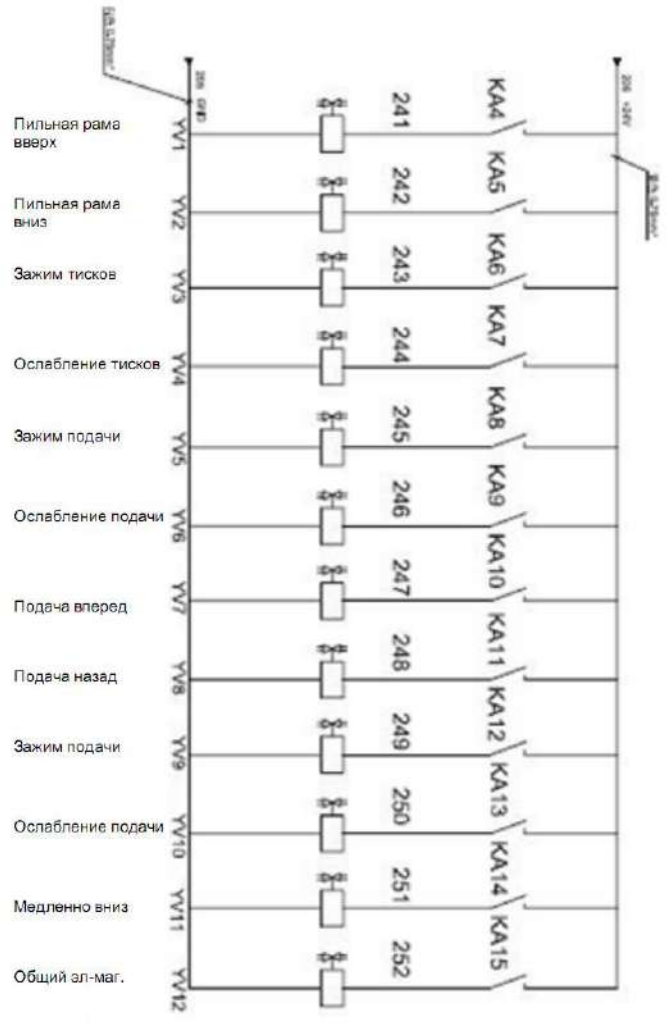 206 +24V
KA4
241
YV1
Пильная рама
вверх
KA5
242
YV2
Пильная рама
вниз
KA6
243
YV3
Зажим тисков
KA7
244
YV4
Ослабление тисков
KA8
245
YV5
Зажим подачи
KA9
246
YV6
Ослабление подачи
KA10
247
YV7
Подача вперед
KA11
248
YV8
Подача назад
KA12
249
YV9
Зажим подачи
KA13
250
YV10
Ослабление подачи
KA14
251
YV11
Медленно вниз
KA15
252
YV12
Общий эл-маг.